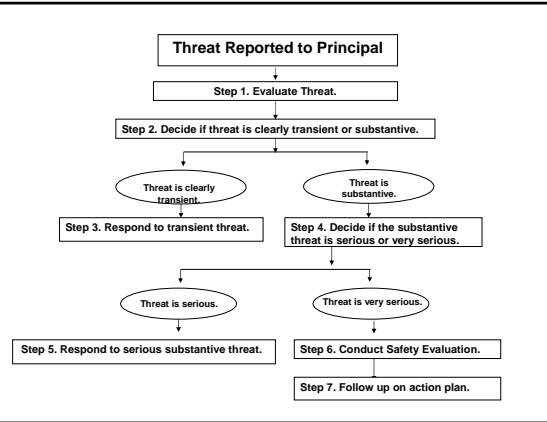 Threat Reported to Principal
Step 1. Evaluate Threat.
Step 2. Decide if threat is clearly transient or substantive.
Threat is clearly
transient.
Threat is
substantive.
Step 3. Respond to transient threat.
Step 4. Decide if the substantive
threat is serious or very serious.
Threat is serious.
Threat is very serious.
Step 5. Respond to serious substantive threat.
Step 6. Conduct Safety Evaluation.
Step 7. Follow up on action plan.